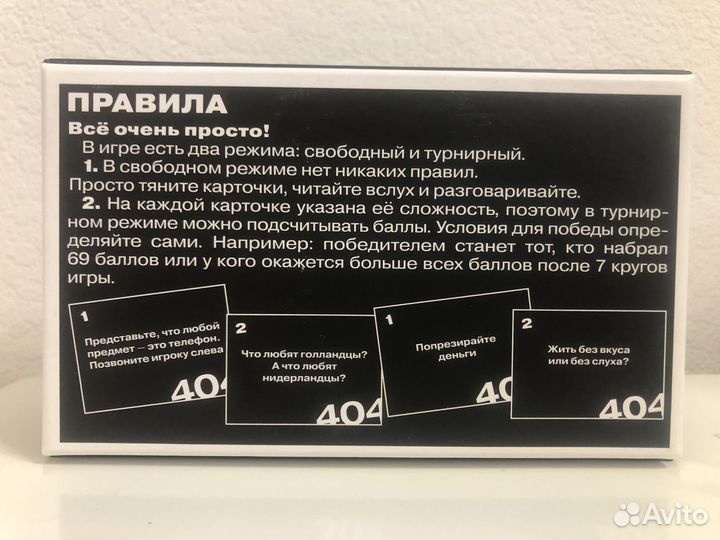 ПРАВИЛА
Всё очень просто!
В игре есть два режима: свободный и турнирный.
1. В свободном режиме нет никаких правил.
Просто тяните карточки, читайте вслух и разговаривайте.
2. На каждой карточке указана её сложность, поэтому в турнир-
ном режиме можно подсчитывать баллы. Условия для победы опре-
деляйте сами. Например: победителем станет тот, кто набрал
69 баллов или у кого окажется больше всех баллов после 7 кругов
игры.
1
Представьте, что любой
предмет — это телефон.
Позвоните игроку слева
404
2
Что любят голландцы?
А что любят
нидерландцы?
404
1
Попрезирайте
деньги
40
2
Жить без вкуса
или без слуха?
404
Avito